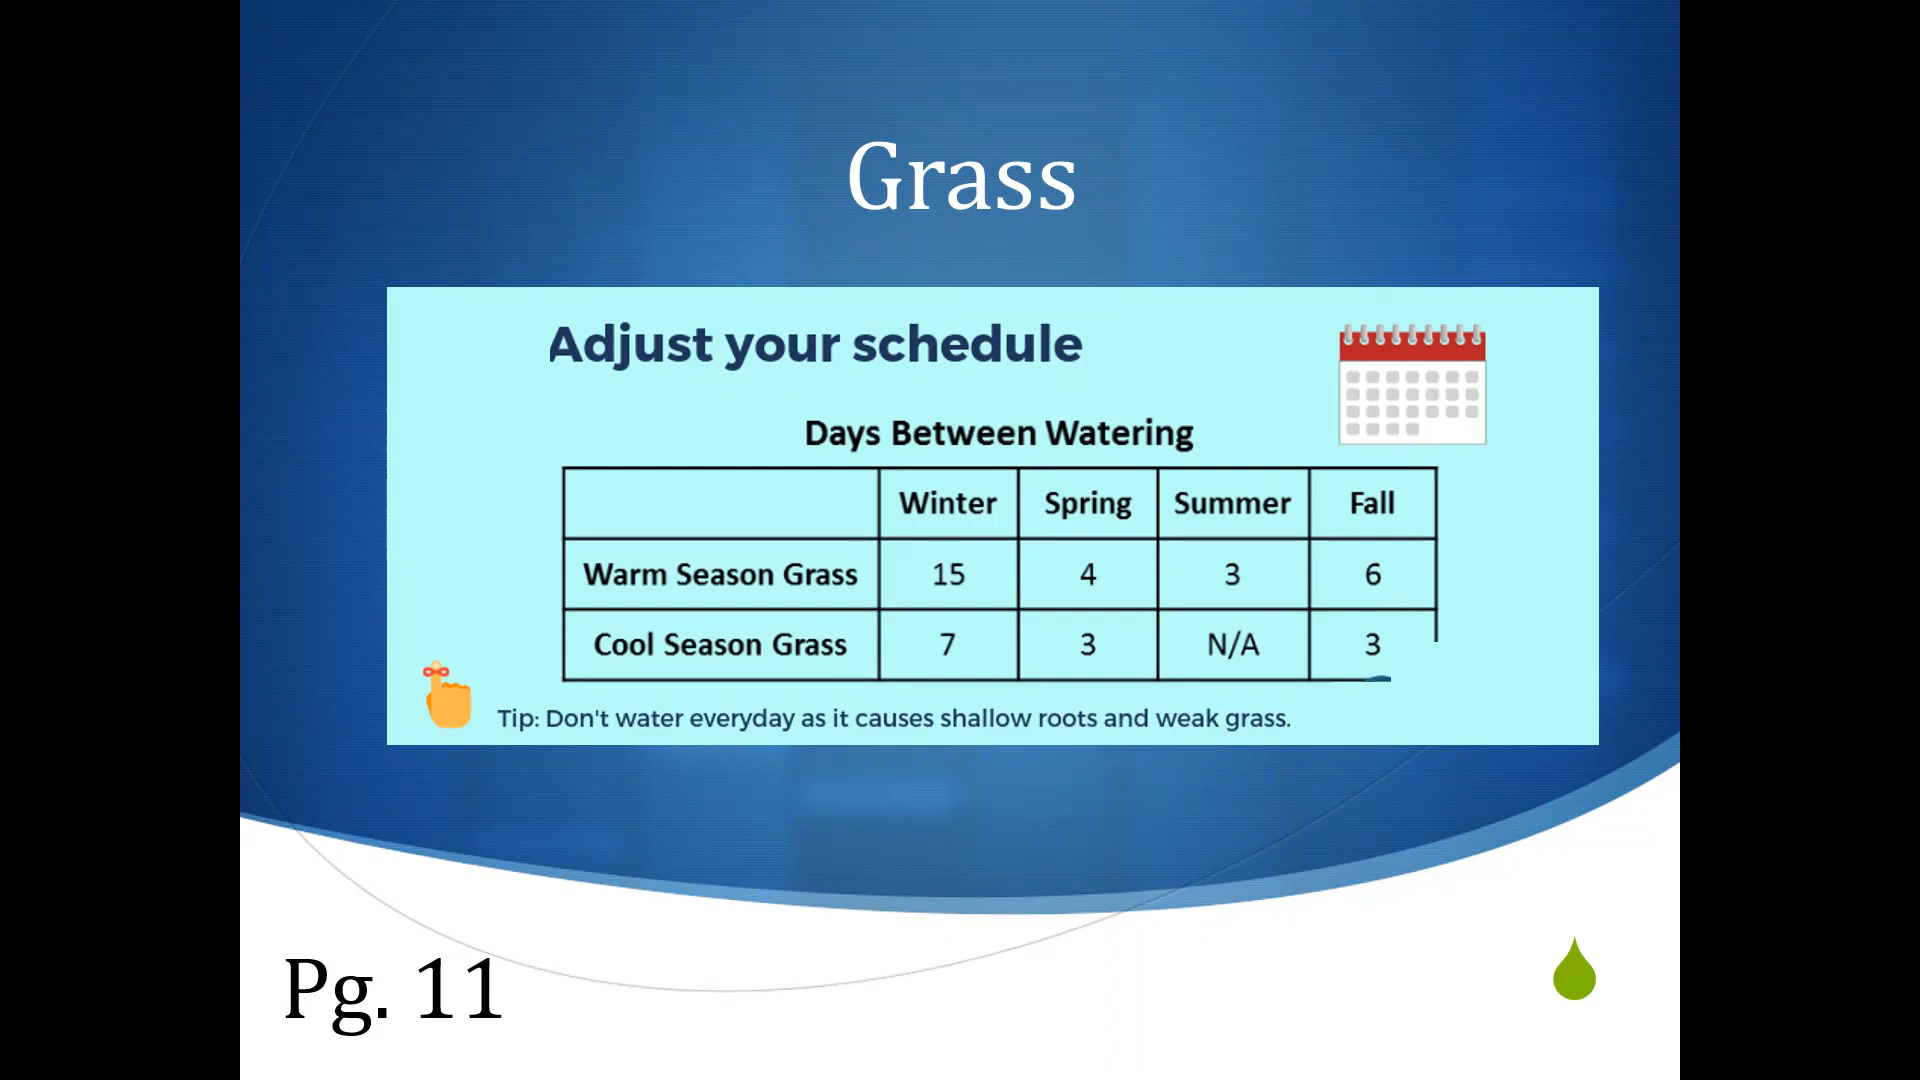 Grass
Adjust your schedule
Days Between Watering
Winter Spring Summer Fall
Warm Season Grass 15 4 3 6
Cool Season Grass 7 3 N/A 3
Tip: Don't water everyday as it causes shallow roots and weak grass.
Pg. 11